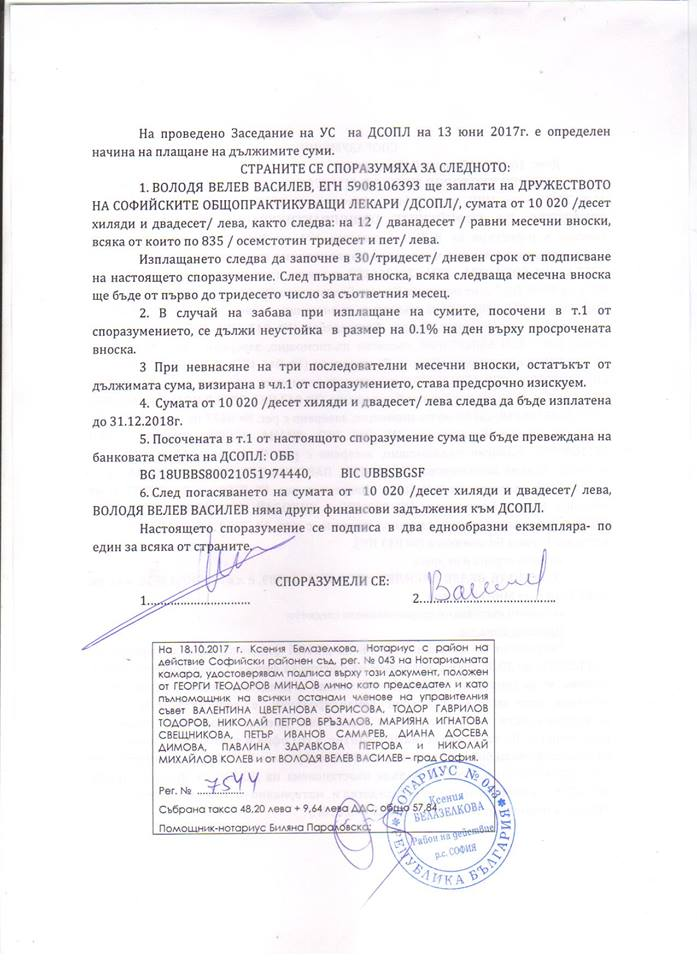 На проведено Заседание на УС на ДСОПЛ на 13 юни 2017г. е определен
начина на плащане на дължимите суми.
СТРАНИТЕ СЕ СПОРАЗУМЯХА ЗА СЛЕДНОТО:
1. ВОЛОДЯ ВЕЛЕВ ВАСИЛЕВ, ЕГН 5908106393 ще заплати на ДРУЖЕСТВОТО
НА СОФИЙСКИТЕ ОБЩОПРАКТИКУВАЩИ ЛЕКАРИ /ДСОПЛ/, сумата от 10 020 /десет
хиляди и двадесет/ лева, както следва: на 12 / дванадесет / равни месечни вноски,
всяка от които по 835 / осемстотин тридесет и пет/ лева.
Изплащането следва да започне в 30/тридесет/ дневен срок от подписване
на настоящето споразумение. След първата вноска, всяка следваща месечна вноска
ще бъде от първо до тридесето число за съответния месец.
2. В случай на забава при изплащане на сумите, посочени в т.1 от
споразумението, се дължи неустойка в размер на 0.1% на ден върху просрочената
вноска.
3 При невнасяне на три последователни месечни вноски, остатъкът от
дължимата сума, визирана в чл.1 от споразумението, става предсрочно изискуем.
4. Сумата от 10 020 /десет хиляди и двадесет/ лева следва да бъде изплатена
до 31.12.2018г.
5. Посочената в т.1 от настоящото споразумение сума ще бъде превеждана на
банковата сметка на ДСОПЛ: ОББ
BG 18UBBS80021051974440, BIC UBBSBGSF
6. След погасяването на сумата от 10 020 /десет хиляди и двадесет/ лева,
ВОЛОДЯ ВЕЛЕВ ВАСИЛЕВ няма други финансови задължения към ДСОПЛ.
Настоящето споразумение се подписа в два еднообразни екземпляра- по
един за всяка от страните.
СПОРАЗУМЕЛИ СЕ:
1............................... 2.........................................
На 18.10.2017 г. Ксения Белазелкова, Нотариус с район на
действие Софийски районен съд, рег. № 043 на Нотариалната
камара, удостоверявам подписа върху този документ, положен
от ГЕОРГИ ТЕОДОРОВ МИНДОВ лично като председател и като
пълномощник на всички останали членове на управителния
съвет ВАЛЕНТИНА ЦВЕТАНОВА БОРИСОВА, ТОДОР ГАВРИЛОВ
ТОДОРОВ, НИКОЛАЙ ПЕТРОВ БРЪЗАЛОВ, МАРИЯНА ИГНАТОВА
СВЕЩНИКОВА, ПЕТЪР ИВАНОВ САМАРЕВ, ДИАНА ДОСЕВА
ДИМОВА, ПАВЛИНА ЗДРАВКОВА ПЕТРОВА и НИКОЛАЙ
МИХАЙЛОВ КОЛЕВ и от ВОЛОДЯ ВЕЛЕВ ВАСИЛЕВ – град София.
Рег. № 7544
Събрана такса 48,20 лева + 9,64 лева ДДС, общо 57,84
Помощник-нотариус Биляна Параловска:
НОТАРИУС № 043
РЕПУБЛИКА БЪЛГАРИЯ
Ксения
БЕЛАЗЕЛКОВА
Район на действие
р.с. СОФИЯ